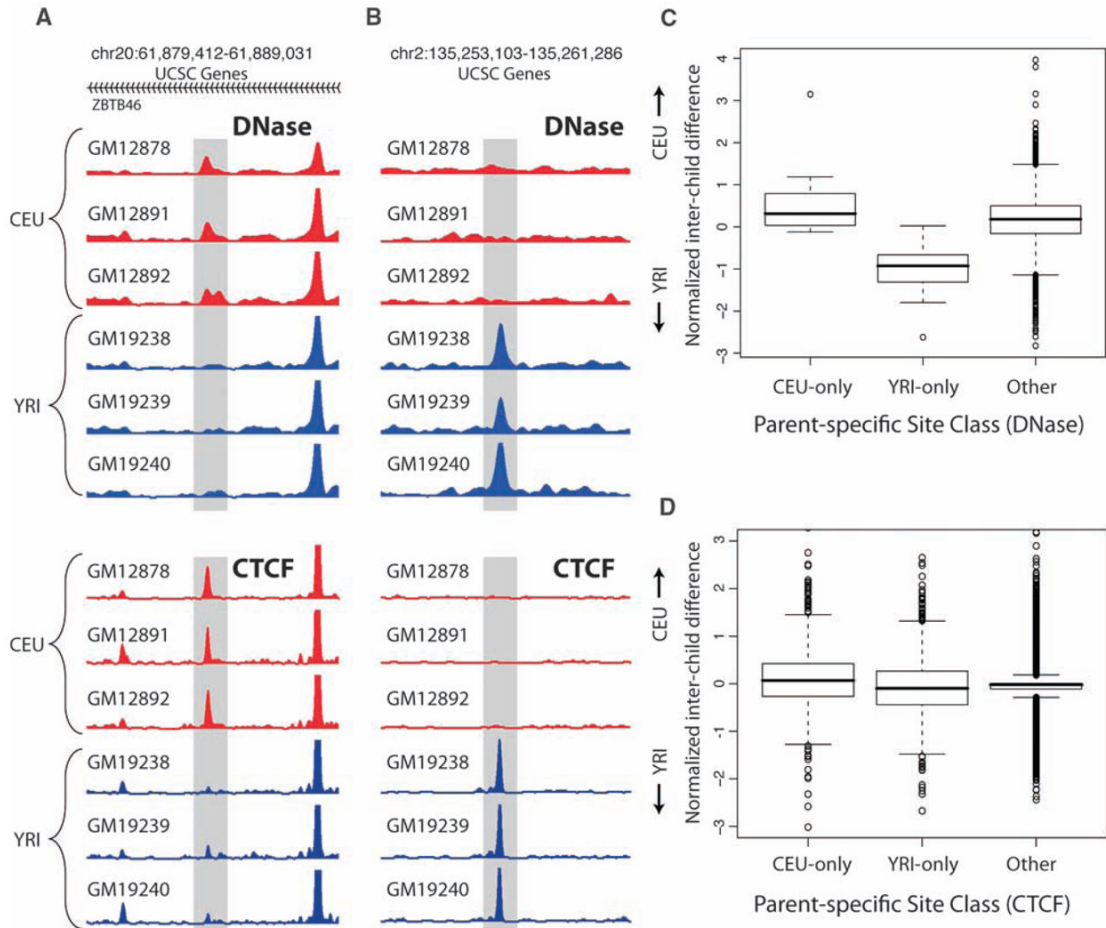 A
chr20:61,879,412-61,889,031
UCSC Genes
ZBTB46
DNase
CEU
GM12878
GM12891
GM12892
YRI
GM19238
GM19239
GM19240
CTCF
CEU
GM12878
GM12891
GM12892
YRI
GM19238
GM19239
GM19240
B
chr2:135,253,103-135,261,286
UCSC Genes
DNase
GM12878
GM12891
GM12892
GM19238
GM19239
GM19240
CTCF
GM12878
GM12891
GM12892
GM19238
GM19239
GM19240
C
Normalized inter-child difference
YRI
CEU
4
3
2
1
0
-1
-2
-3
CEU-only YRI-only Other
Parent-specific Site Class (DNase)
D
Normalized inter-child difference
YRI
CEU
3
2
1
0
-1
-2
-3
CEU-only YRI-only Other
Parent-specific Site Class (CTCF)